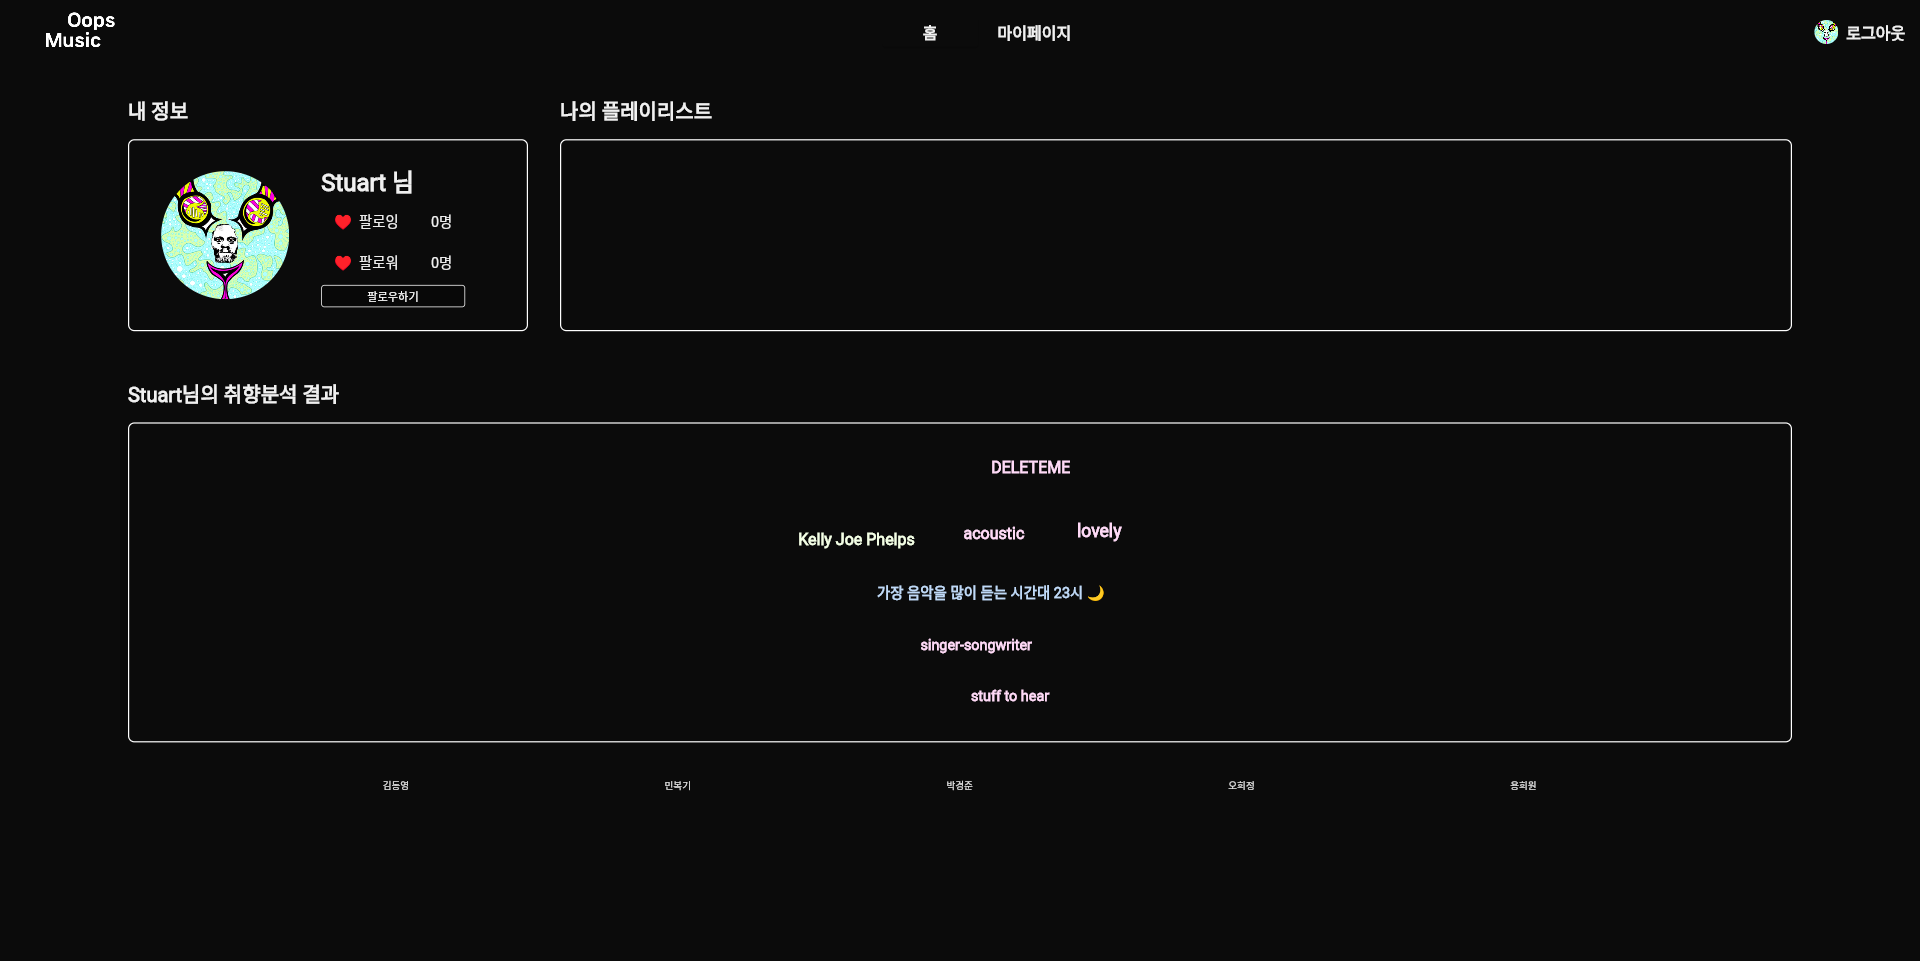 Oops
Music
홈
마이페이지
로그아웃
내 정보
나의 플레이리스트
Stuart 님
팔로잉 0명
팔로워 0명
팔로우하기
Stuart님의 취향분석 결과
DELETEME
Kelly Joe Phelps
acoustic
lovely
가장 음악을 많이 듣는 시간대 23시 🌙
singer-songwriter
stuff to hear
김동영
민복기
박경준
오희정
용희원